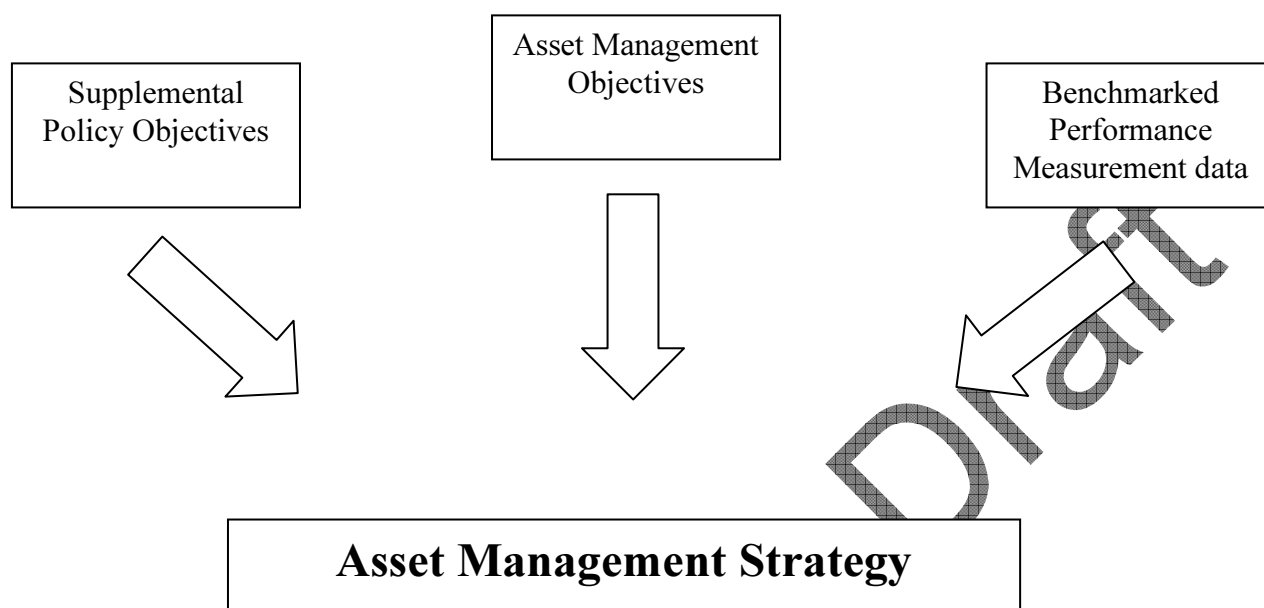 Supplemental
Policy Objectives
Asset Management
Objectives
Benchmarked
Performance
Measurement data
Draft
Asset Management Strategy